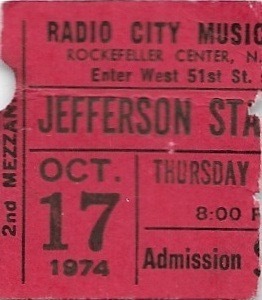 RADIO CITY MUSIC
ROCKEFELLER CENTER, N.
Enter West 51st St.
JEFFERSON STA
2nd MEZZAN
OCT.
17
1974
THURSDAY
8:00 P
Admission $